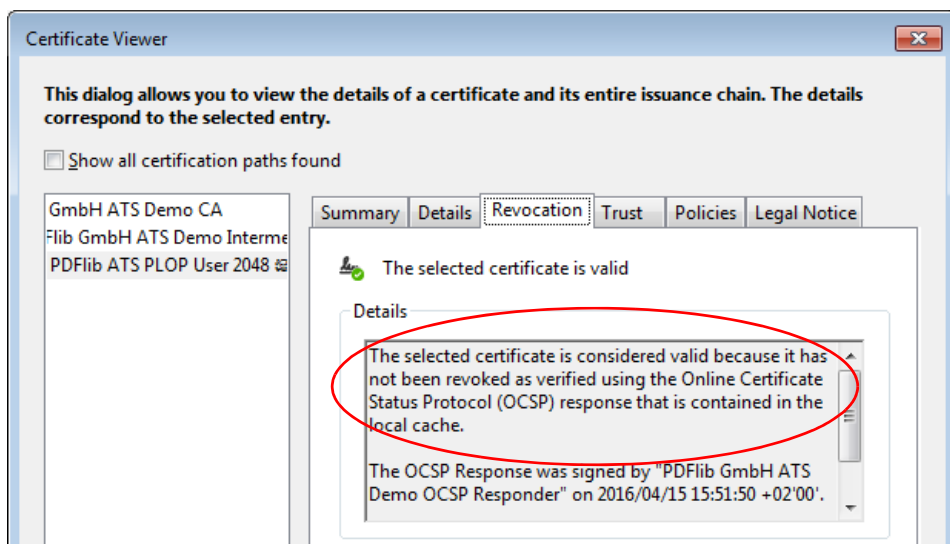 Certificate Viewer
This dialog allows you to view the details of a certificate and its entire issuance chain. The details
correspond to the selected entry.
Show all certification paths found
GmbH ATS Demo CA
Flib GmbH ATS Demo Interme
PDFlib ATS PLOP User 2048
Summary Details Revocation Trust Policies Legal Notice
The selected certificate is valid
Details
The selected certificate is considered valid because it has
not been revoked as verified using the Online Certificate
Status Protocol (OCSP) response that is contained in the
local cache.
The OCSP Response was signed by "PDFlib GmbH ATS
Demo OCSP Responder" on 2016/04/15 15:51:50 +02'00'.